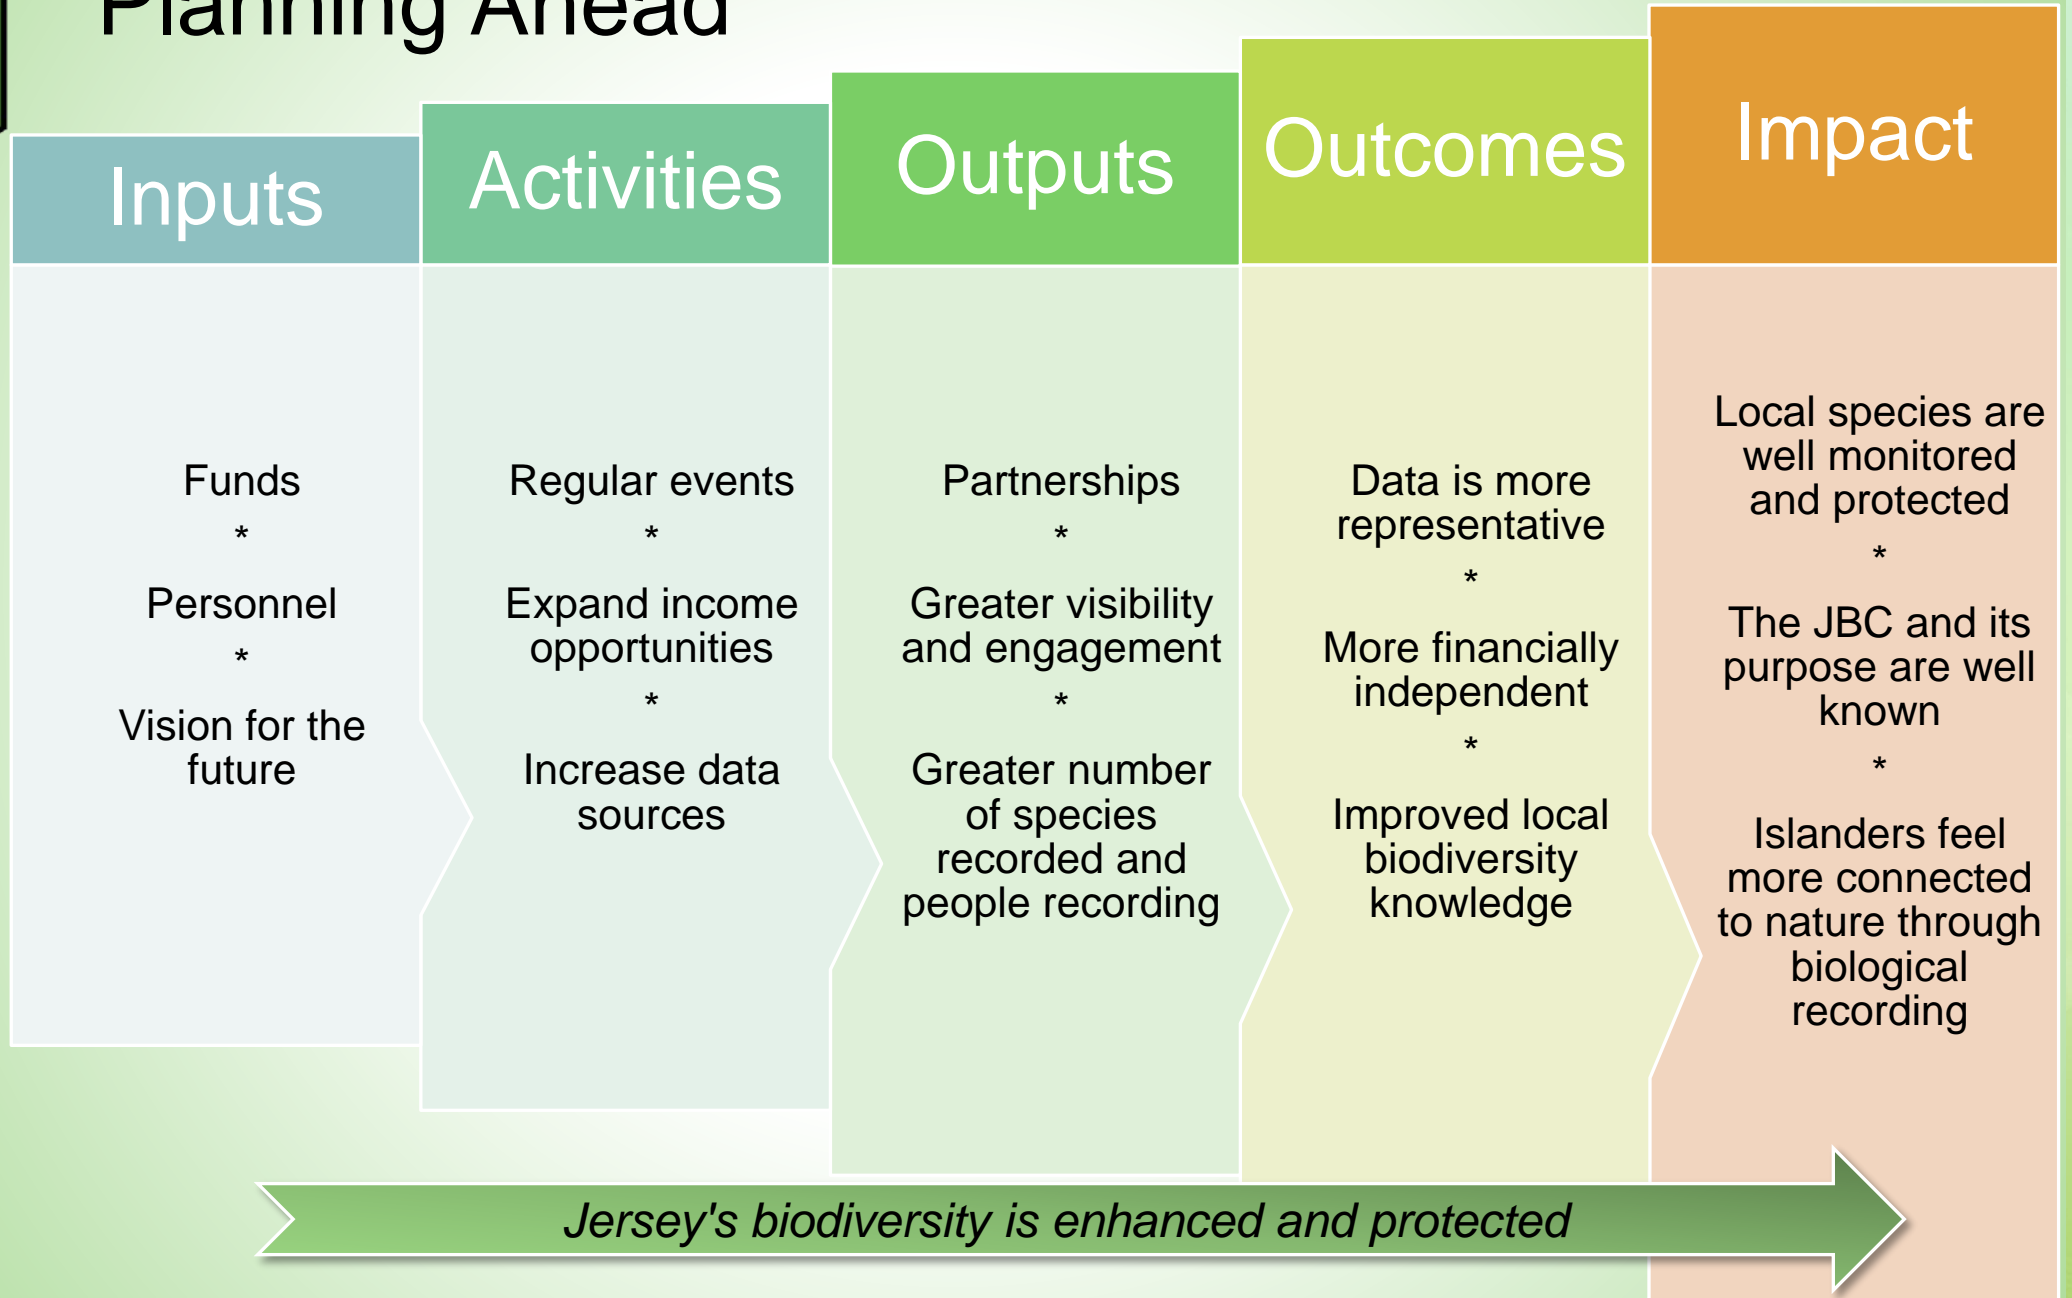 Planning Ahead
Inputs
Funds
*
Personnel
*
Vision for the
future
Activities
Regular events
*
Expand income
opportunities
*
Increase data
sources
Outputs
Partnerships
*
Greater visibility
and engagement
*
Greater number
of species
recorded and
people recording
Outcomes
Data is more
representative
*
More financially
independent
*
Improved local
biodiversity
knowledge
Impact
Local species are
well monitored
and protected
*
The JBC and its
purpose are well
known
*
Islanders feel
more connected
to nature through
biological
recording
Jersey's biodiversity is enhanced and protected